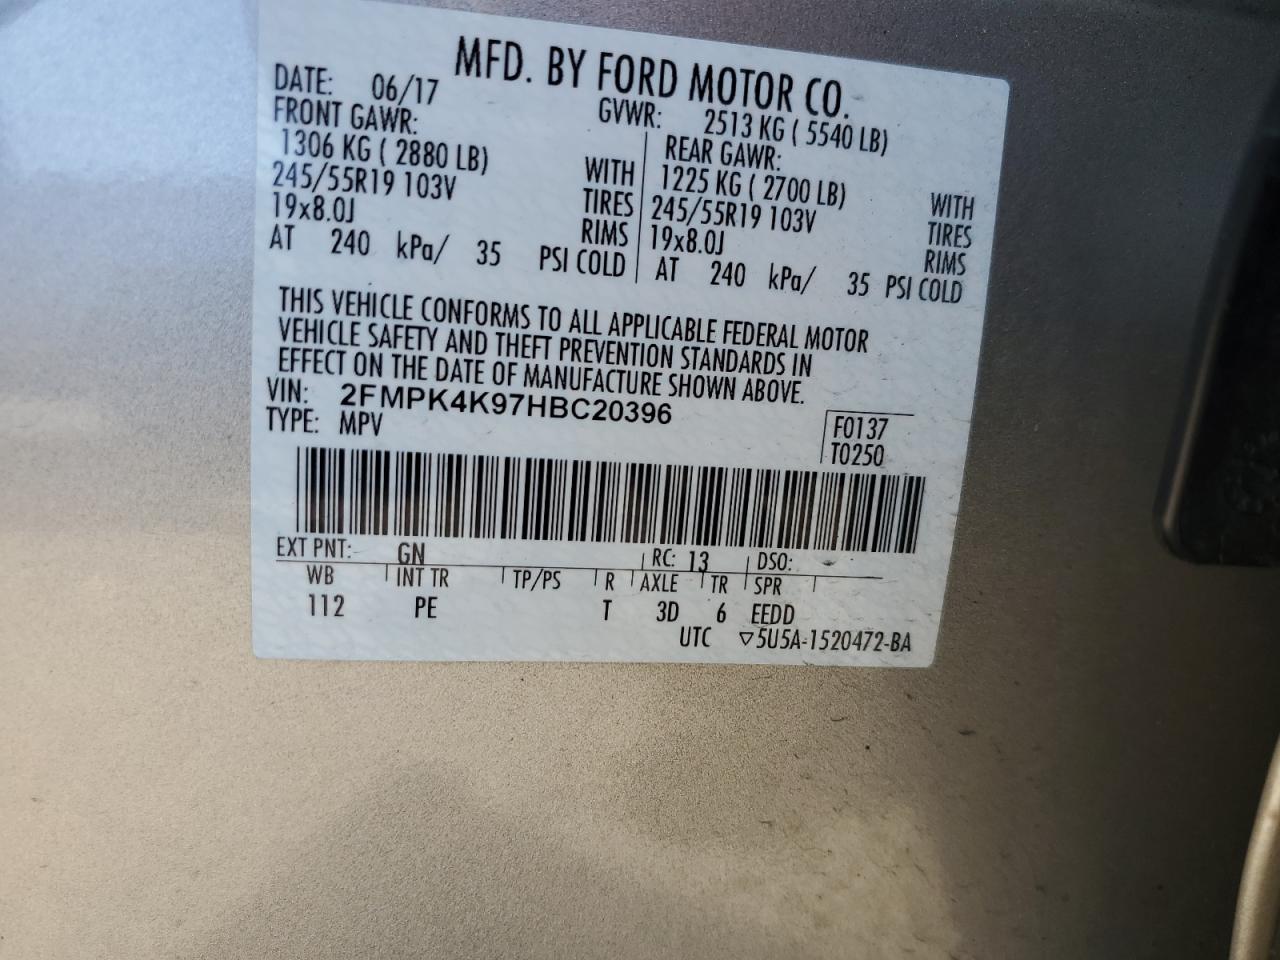 MFD. BY FORD MOTOR CO.
DATE: 06/17 GVWR: 2513 KG ( 5540 LB)
FRONT GAWR: REAR GAWR:
1306 KG ( 2880 LB) WITH 1225 KG ( 2700 LB) WITH
245/55R19 103V TIRES 245/55R19 103V TIRES
19x8.0J RIMS 19x8.0J RIMS
AT 240 kPa/ 35 PSI COLD AT 240 kPa/ 35 PSI COLD
THIS VEHICLE CONFORMS TO ALL APPLICABLE FEDERAL MOTOR
VEHICLE SAFETY AND THEFT PREVENTION STANDARDS IN
EFFECT ON THE DATE OF MANUFACTURE SHOWN ABOVE.
VIN: 2FMPK4K97HBC20396
TYPE: MPV F0137
T0250
EXT PNT: GN RC: 13 DSO:
WB INT TR TP/PS R AXLE TR SPR
112 PE T 3D 6 EEDD
UTC ▽5U5A-1520472-BA